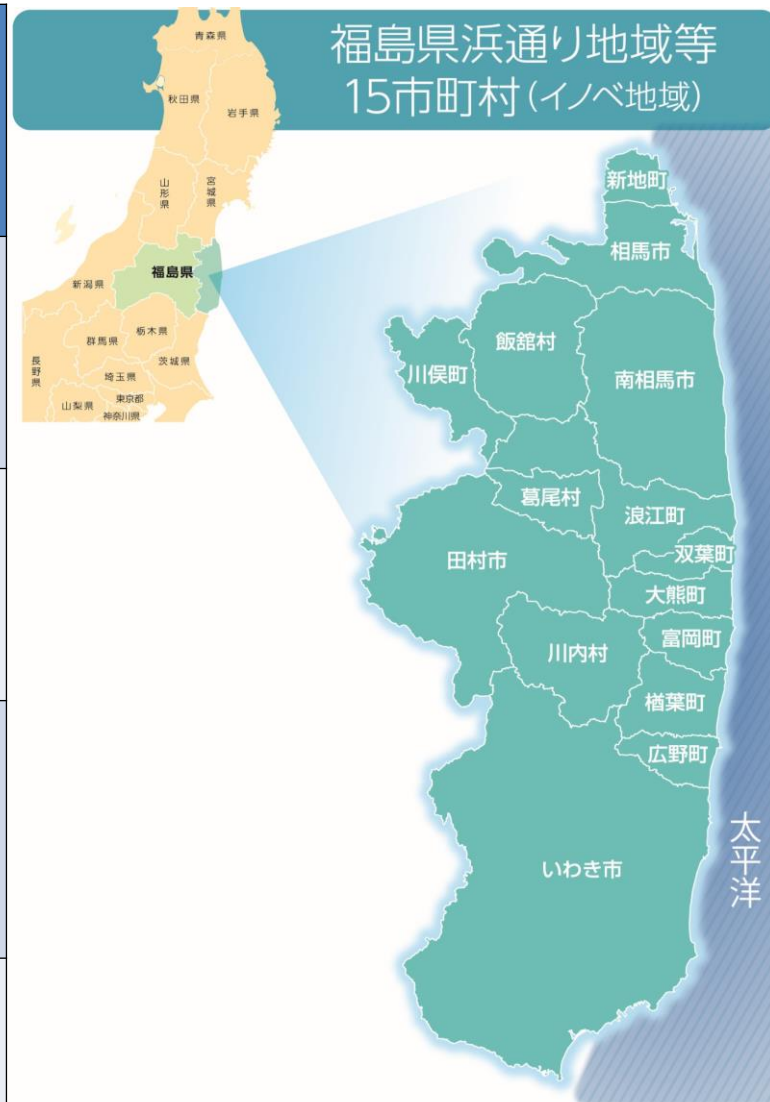 福島県浜通り地域等
15市町村(イノベ地域)
青森県
秋田県
岩手県
山形県
宮城県
福島県
新潟県
栃木県
群馬県
茨城県
長野県
埼玉県
東京都
山梨県
神奈川県
新地町
相馬市
飯舘村
川俣町
南相馬市
葛尾村
浪江町
双葉町
田村市
大熊町
富岡町
川内村
楢葉町
広野町
いわき市
太平洋